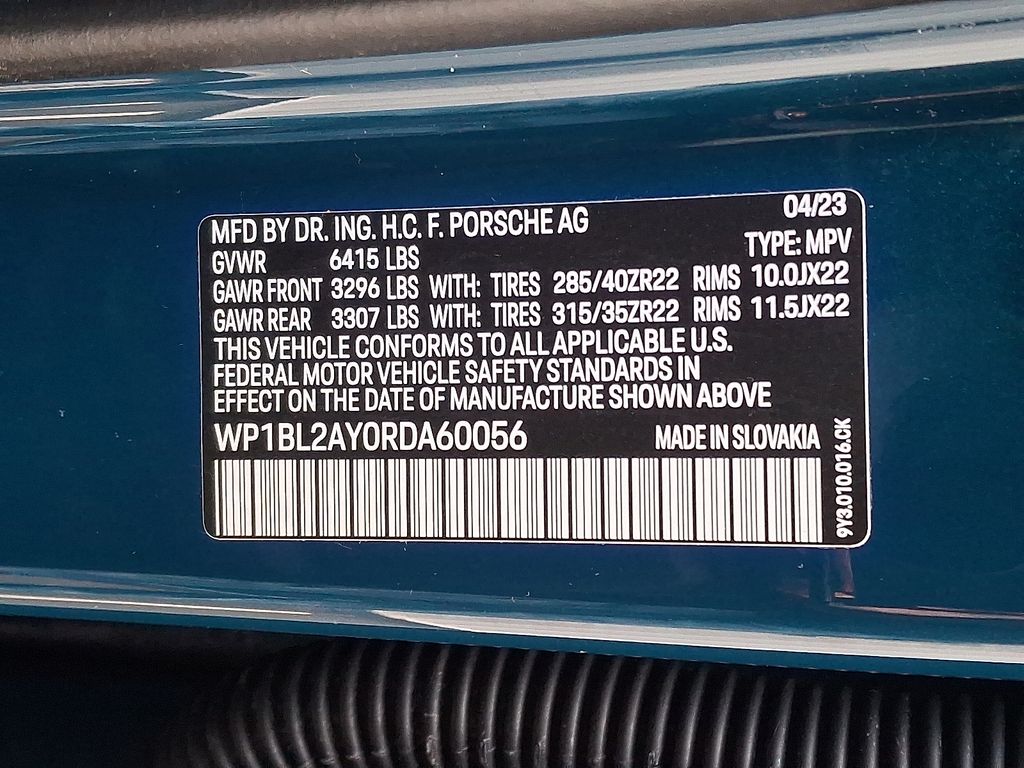 MFD BY DR. ING. H.C. F. PORSCHE AG 04/23
GVWR 6415 LBS TYPE: MPV
GAWR FRONT 3296 LBS WITH: TIRES 285/40ZR22 RIMS 10.0JX22
GAWR REAR 3307 LBS WITH: TIRES 315/35ZR22 RIMS 11.5JX22
THIS VEHICLE CONFORMS TO ALL APPLICABLE U.S.
FEDERAL MOTOR VEHICLE SAFETY STANDARDS IN
EFFECT ON THE DATE OF MANUFACTURE SHOWN ABOVE
WP1BL2AY0RDA60056 MADE IN SLOVAKIA
9Y3.010.016.CK